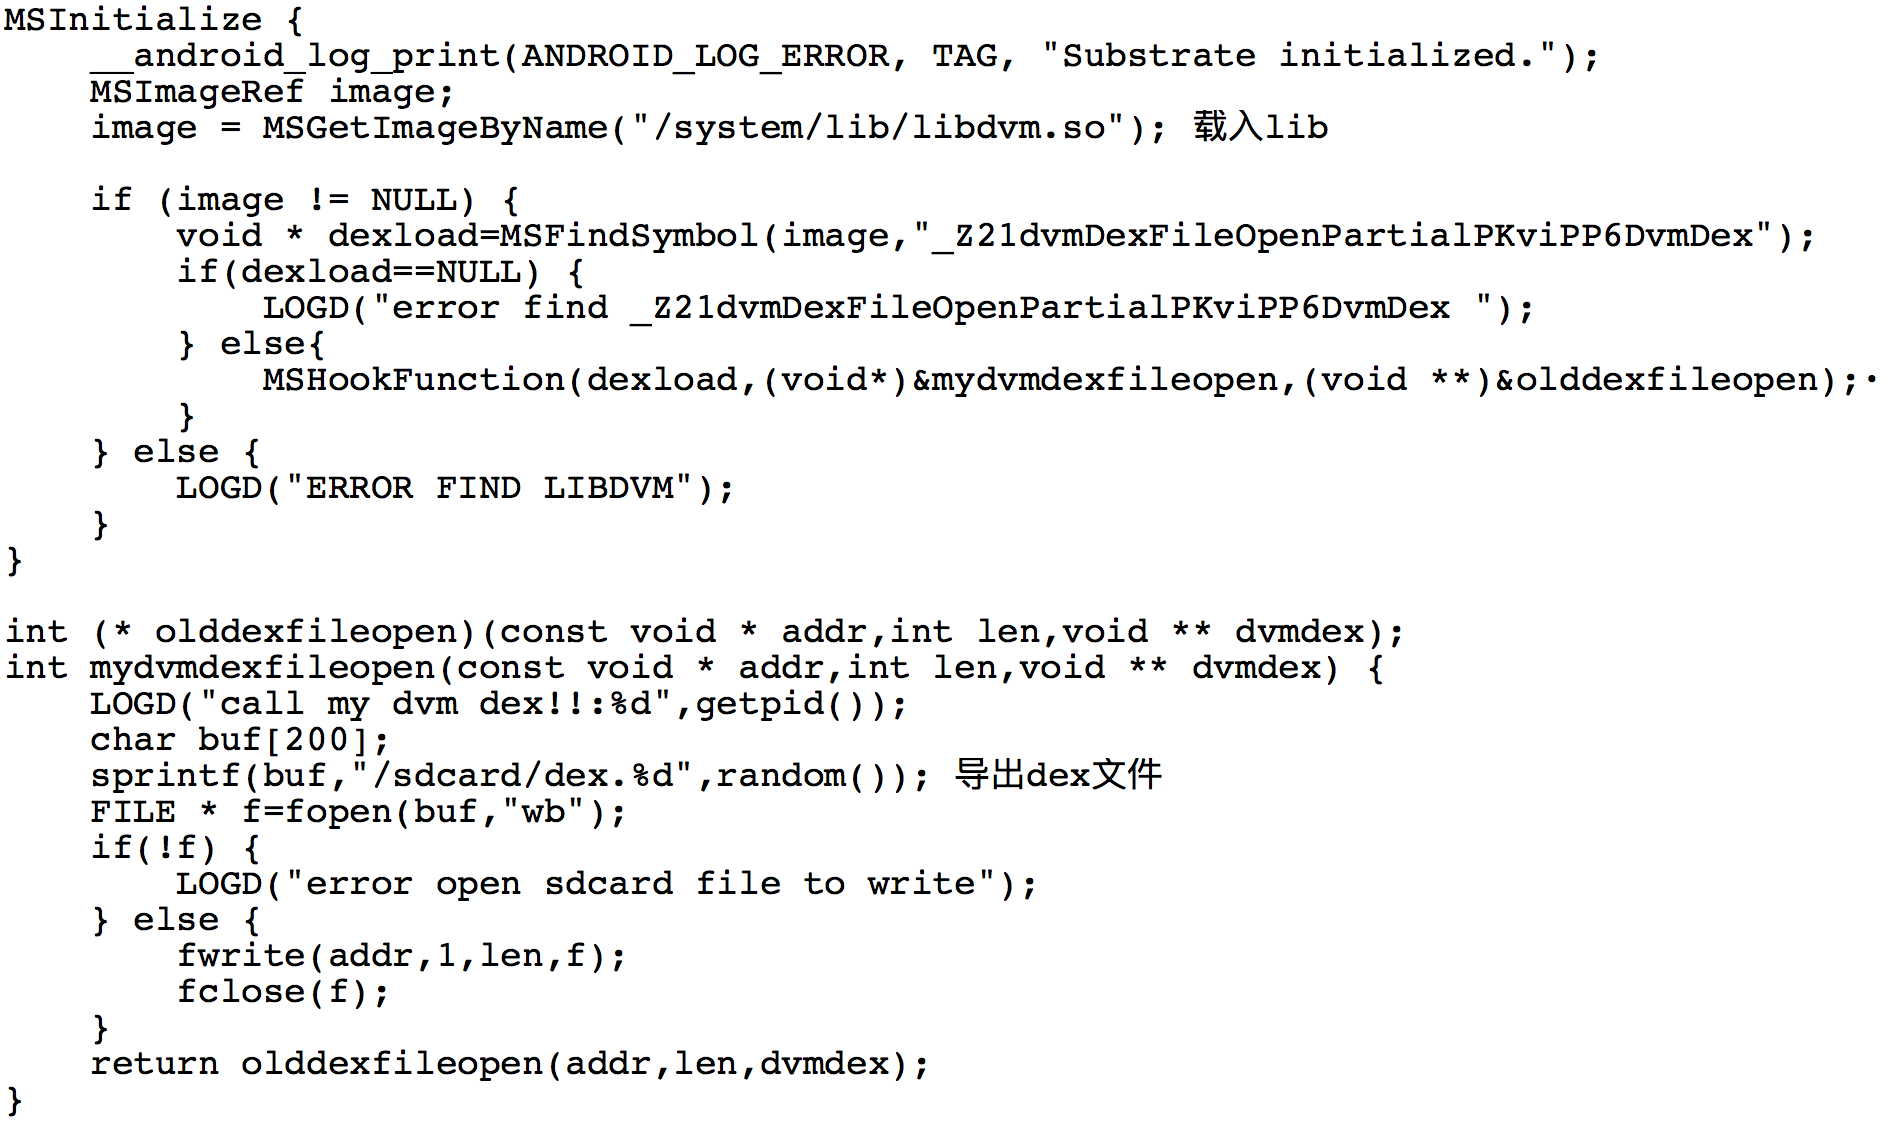 MSInitialize {
    __android_log_print(ANDROID_LOG_ERROR, TAG, "Substrate initialized.");
    MSImageRef image;
    image = MSGetImageByName("/system/lib/libdvm.so"); 载入lib

    if (image != NULL) {
        void * dexload=MSFindSymbol(image,"_Z21dvmDexFileOpenPartialPKviPP6DvmDex");
        if(dexload==NULL) {
            LOGD("error find _Z21dvmDexFileOpenPartialPKviPP6DvmDex ");
        } else{
            MSHookFunction(dexload,(void*)&mydvmdexfileopen,(void **)&olddexfileopen);·
        }
    } else {
        LOGD("ERROR FIND LIBDVM");
    }
}

int (* olddexfileopen)(const void * addr,int len,void ** dvmdex);
int mydvmdexfileopen(const void * addr,int len,void ** dvmdex) {
    LOGD("call my dvm dex!!:%d",getpid());
    char buf[200];
    sprintf(buf,"/sdcard/dex.%d",random()); 导出dex文件
    FILE * f=fopen(buf,"wb");
    if(!f) {
        LOGD("error open sdcard file to write");
    } else {
        fwrite(addr,1,len,f);
        fclose(f);
    }
    return olddexfileopen(addr,len,dvmdex);
}